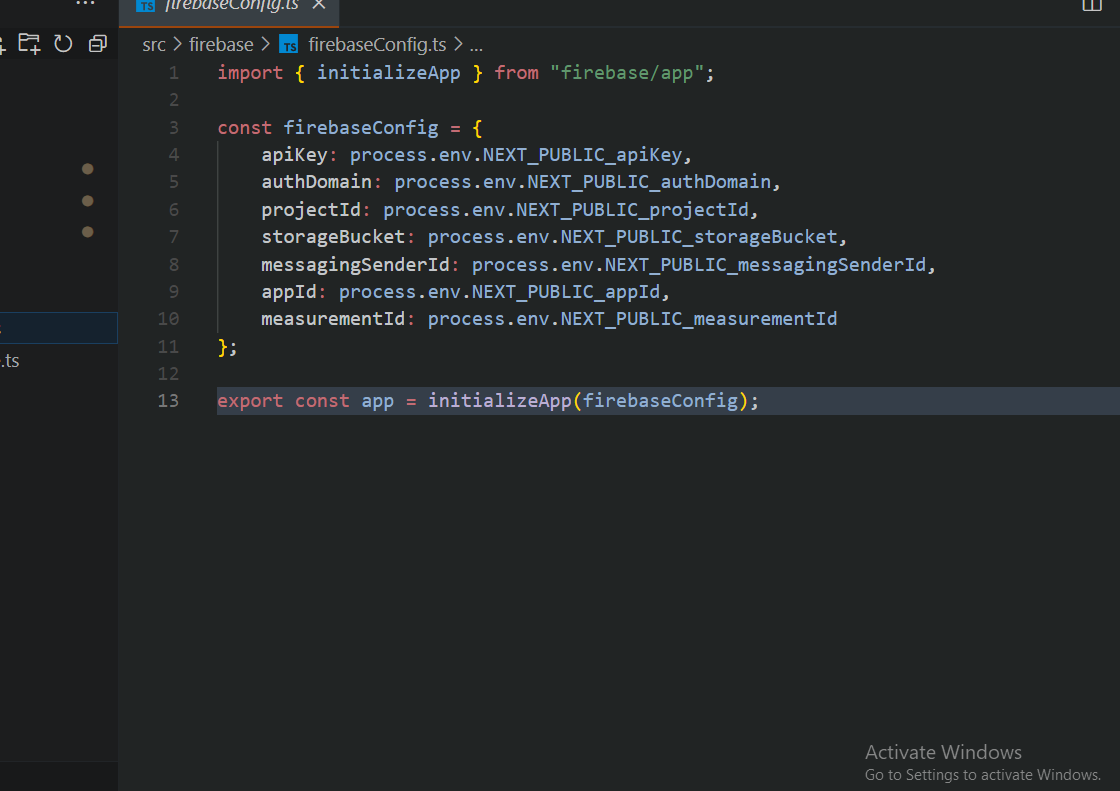 TS firebaseConfig.ts
src > firebase > TS firebaseConfig.ts > ...
1 import { initializeApp } from "firebase/app";
2
3 const firebaseConfig = {
4 apiKey: process.env.NEXT_PUBLIC_apiKey,
5 authDomain: process.env.NEXT_PUBLIC_authDomain,
6 projectId: process.env.NEXT_PUBLIC_projectId,
7 storageBucket: process.env.NEXT_PUBLIC_storageBucket,
8 messagingSenderId: process.env.NEXT_PUBLIC_messagingSenderId,
9 appId: process.env.NEXT_PUBLIC_appId,
10 measurementId: process.env.NEXT_PUBLIC_measurementId
11 };
12
13 export const app = initializeApp(firebaseConfig);
.ts
Activate Windows
Go to Settings to activate Windows.